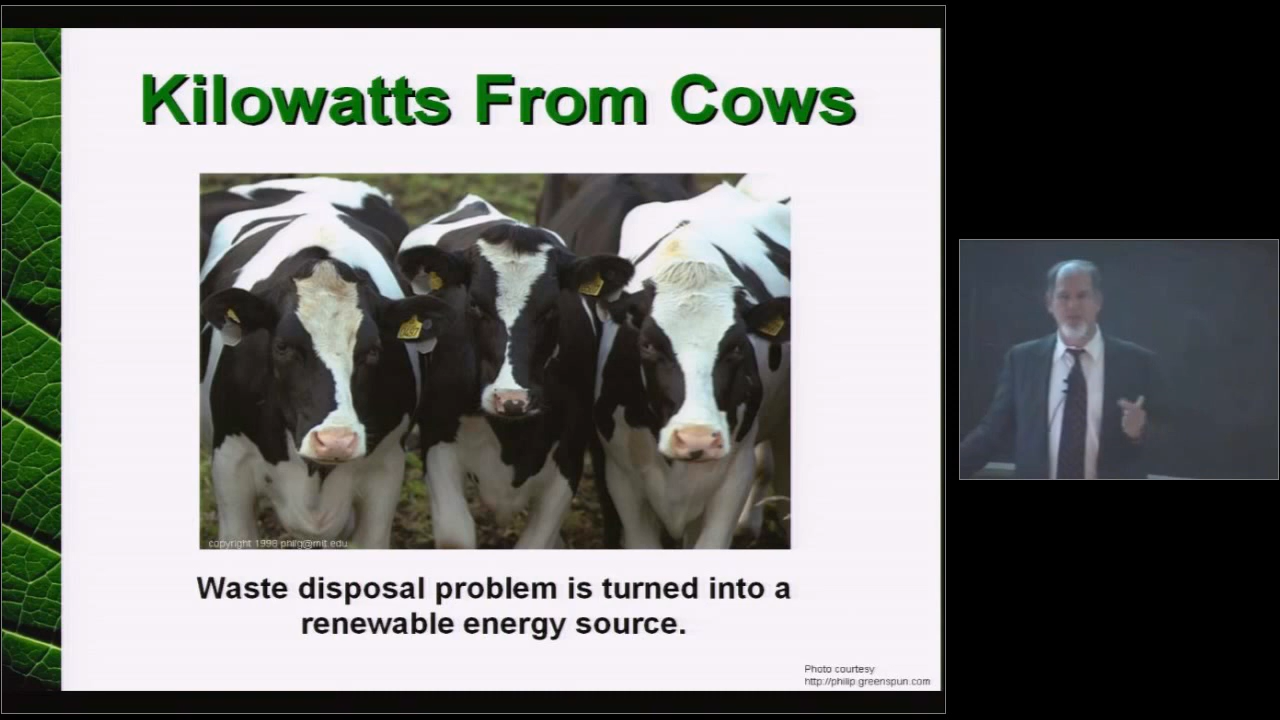 Kilowatts From Cows
copyright 1998 philg@mit.edu
Waste disposal problem is turned into a
renewable energy source.
Photo courtesy
http://philip.greenspun.com